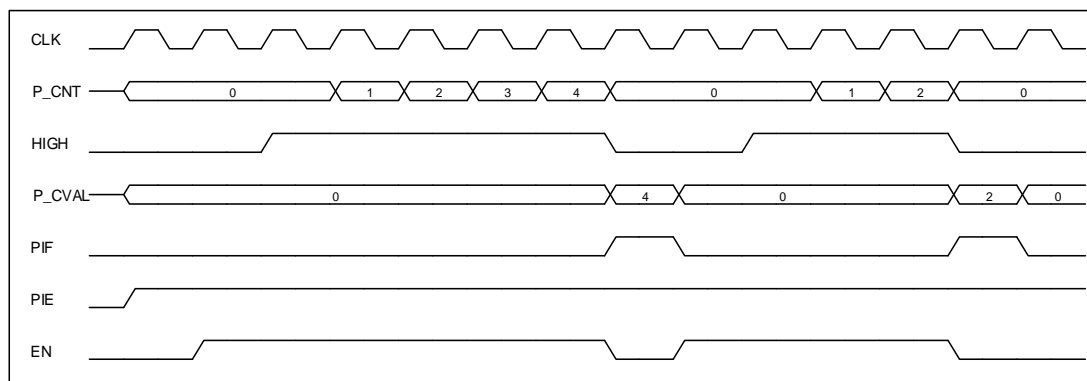 CLK
P_CNT 0 1 2 3 4 0 1 2 0
HIGH
P_CVAL 0 4 0 2 0
PIF
PIE
EN